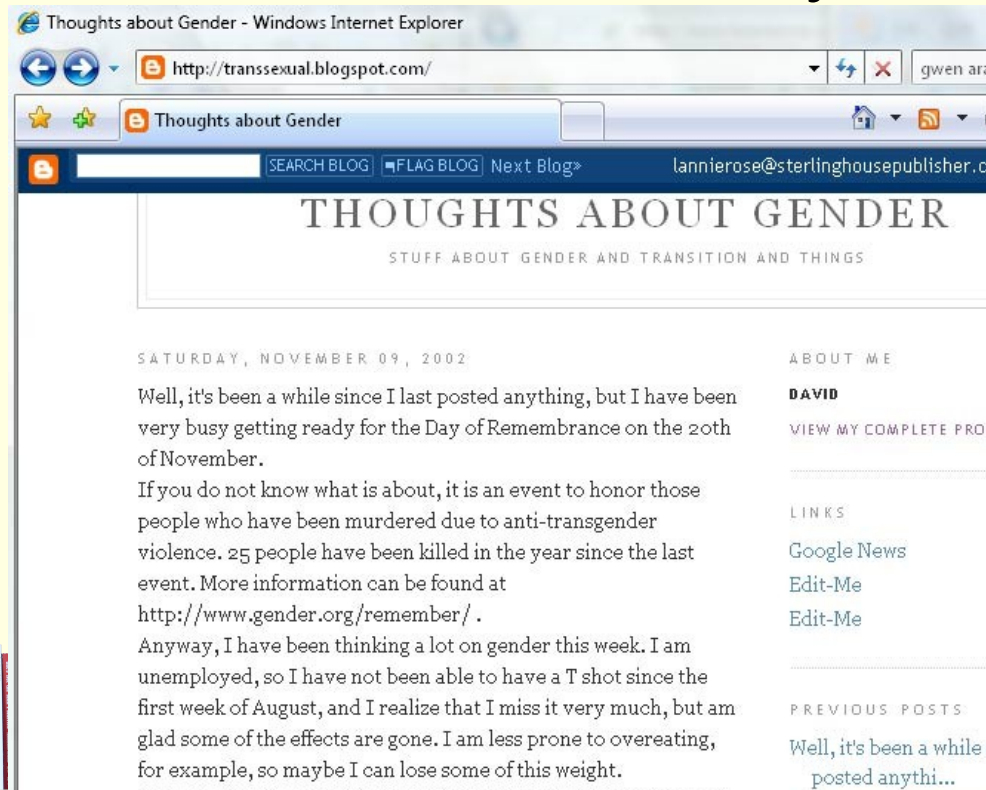 Thoughts about Gender - Windows Internet Explorer
http://transsexual.blogspot.com/
gwen ara
Thoughts about Gender
SEARCH BLOG FLAG BLOG Next Blog»
lannierose@sterlinghousepublisher.c
THOUGHTS ABOUT GENDER
STUFF ABOUT GENDER AND TRANSITION AND THINGS
SATURDAY, NOVEMBER 09, 2002
Well, it's been a while since I last posted anything, but I have been
very busy getting ready for the Day of Remembrance on the 20th
of November.
If you do not know what is about, it is an event to honor those
people who have been murdered due to anti-transgender
violence. 25 people have been killed in the year since the last
event. More information can be found at
http://www.gender.org/remember/ .
Anyway, I have been thinking a lot on gender this week. I am
unemployed, so I have not been able to have a T shot since the
first week of August, and I realize that I miss it very much, but am
glad some of the effects are gone. I am less prone to overeating,
for example, so maybe I can lose some of this weight.
ABOUT ME
DAVID
VIEW MY COMPLETE PRO
LINKS
Google News
Edit-Me
Edit-Me
PREVIOUS POSTS
Well, it's been a while
posted anythi...